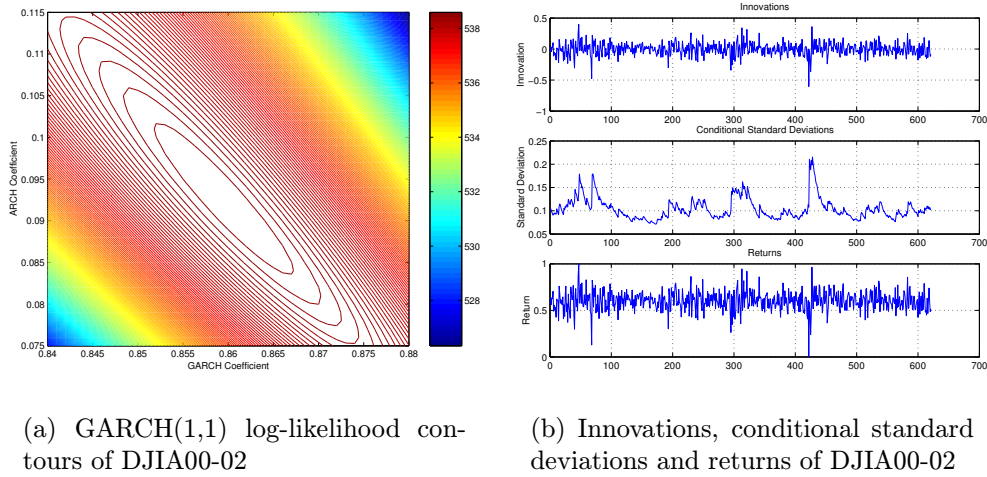 0.115
0.11
0.105
0.1
0.095
0.09
0.085
0.08
0.075
ARCH Coefficient
0.84 0.845 0.85 0.855 0.86 0.865 0.87 0.875 0.88
GARCH Coefficient
538
536
534
532
530
528
Innovations
0.5
0
−0.5
−1
Innovation
0 100 200 300 400 500 600 700
Conditional Standard Deviations
0.25
0.2
0.15
0.1
0.05
Standard Deviation
0 100 200 300 400 500 600 700
Returns
1
0.5
0
Return
0 100 200 300 400 500 600 700
(a) GARCH(1,1) log-likelihood con-
tours of DJIA00-02
(b) Innovations, conditional standard
deviations and returns of DJIA00-02